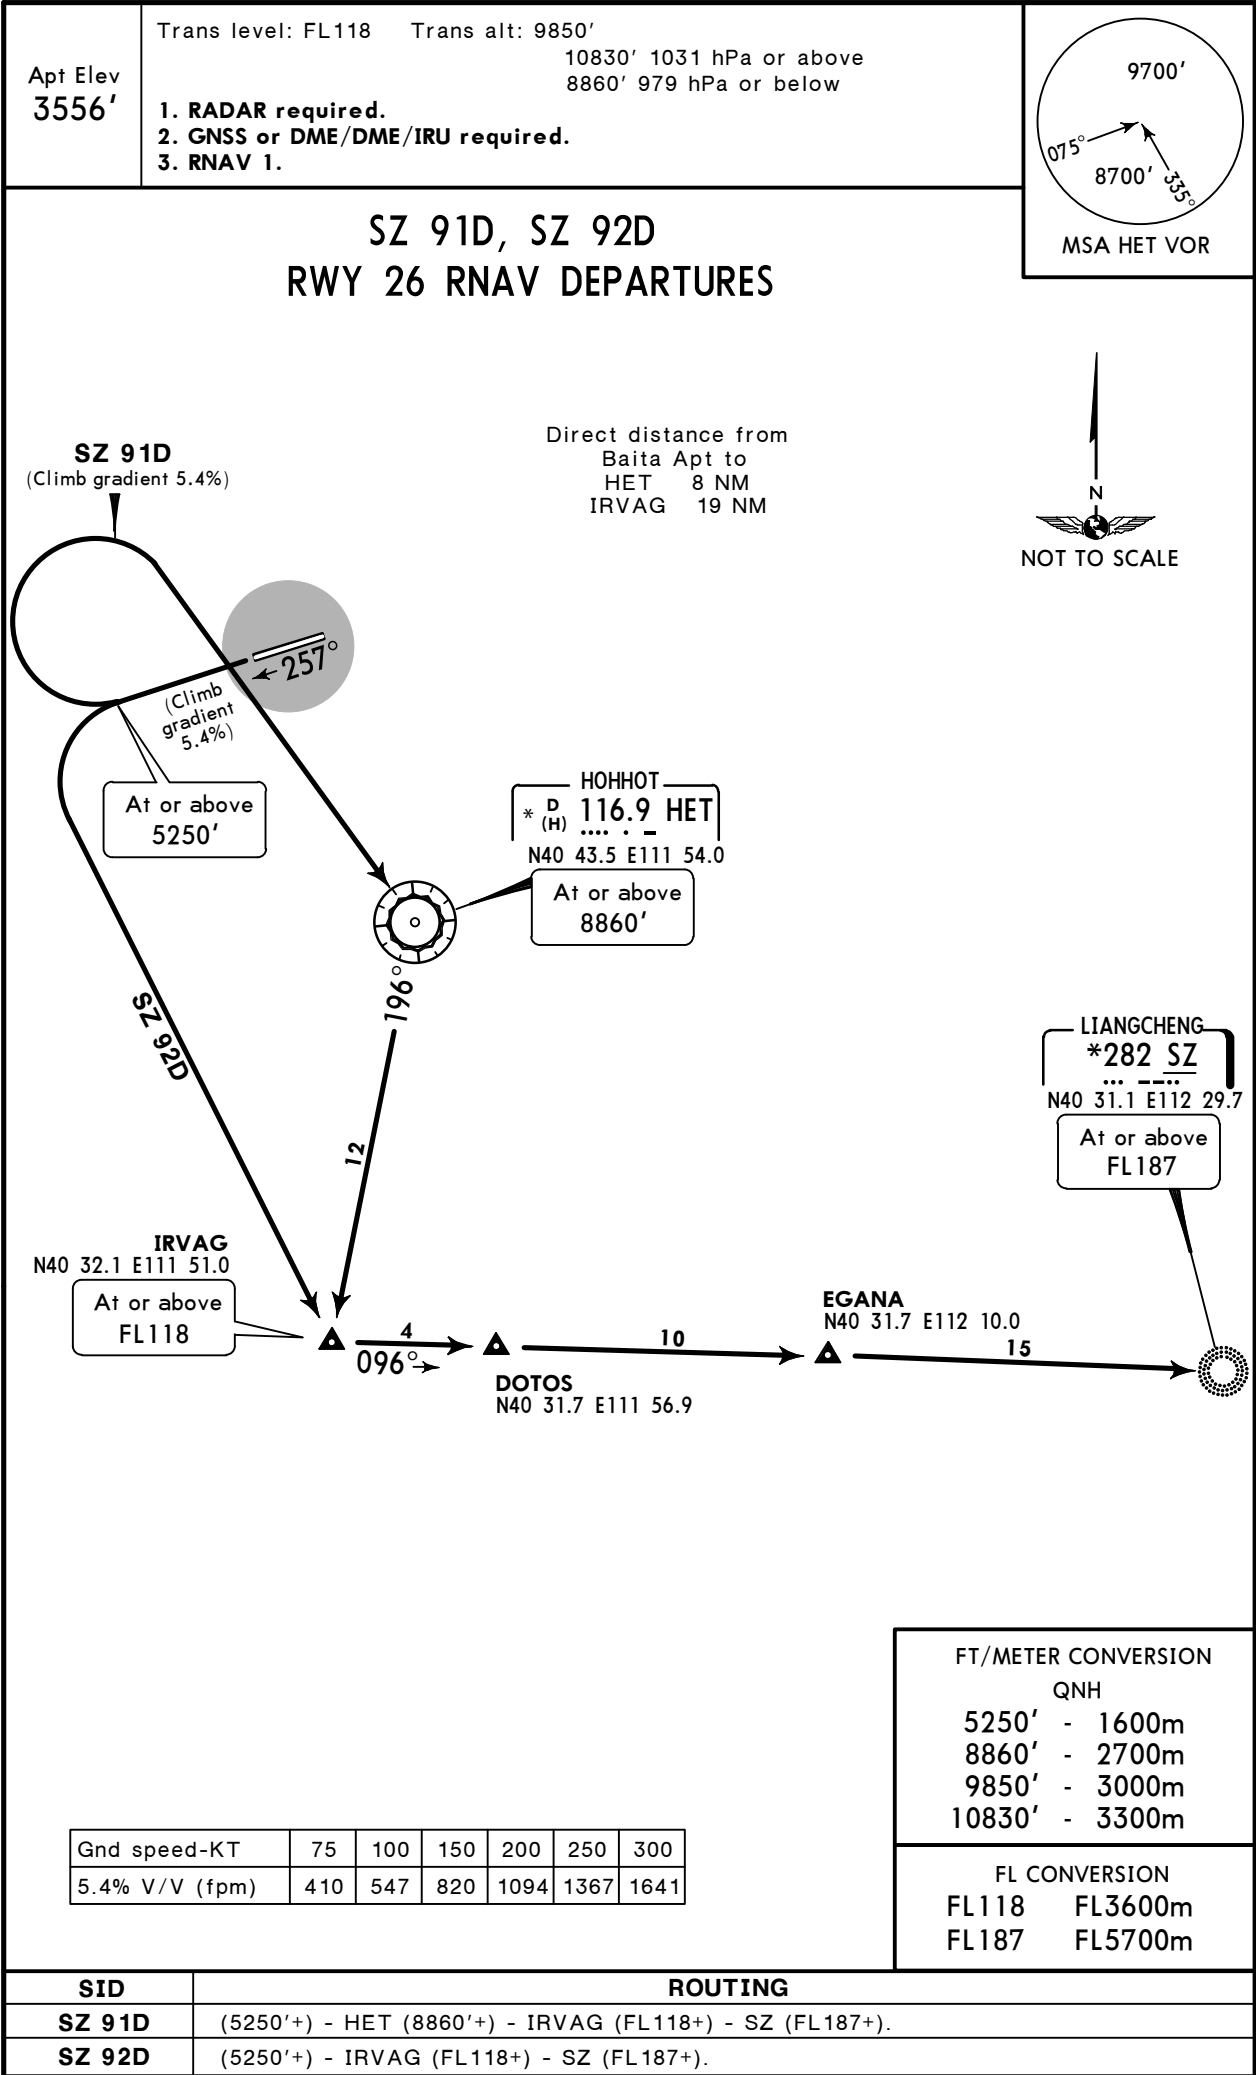 Apt Elev
3556'
Trans level: FL118 Trans alt: 9850'
10830' 1031 hPa or above
8860' 979 hPa or below
1. RADAR required.
2. GNSS or DME/DME/IRU required.
3. RNAV 1.
9700'
075°
8700'
335°
MSA HET VOR
SZ 91D, SZ 92D
RWY 26 RNAV DEPARTURES
Direct distance from
Baita Apt to
HET 8 NM
IRVAG 19 NM
N
NOT TO SCALE
SZ 91D
(Climb gradient 5.4%)
257°
(Climb
gradient
5.4%)
At or above
5250'
HOHHOT
* D (H) 116.9 HET
N40 43.5 E111 54.0
At or above
8860'
196°
SZ 92D
12
LIANGCHENG
*282 SZ
N40 31.1 E112 29.7
At or above
FL187
IRVAG
N40 32.1 E111 51.0
At or above
FL118
4
096°
DOTOS
N40 31.7 E111 56.9
10
EGANA
N40 31.7 E112 10.0
15
FT/METER CONVERSION
QNH
5250' - 1600m
8860' - 2700m
9850' - 3000m
10830' - 3300m
FL CONVERSION
FL118 FL3600m
FL187 FL5700m
Gnd speed-KT 75 100 150 200 250 300
5.4% V/V (fpm) 410 547 820 1094 1367 1641
SID ROUTING
SZ 91D (5250'+) - HET (8860'+) - IRVAG (FL118+) - SZ (FL187+).
SZ 92D (5250'+) - IRVAG (FL118+) - SZ (FL187+).